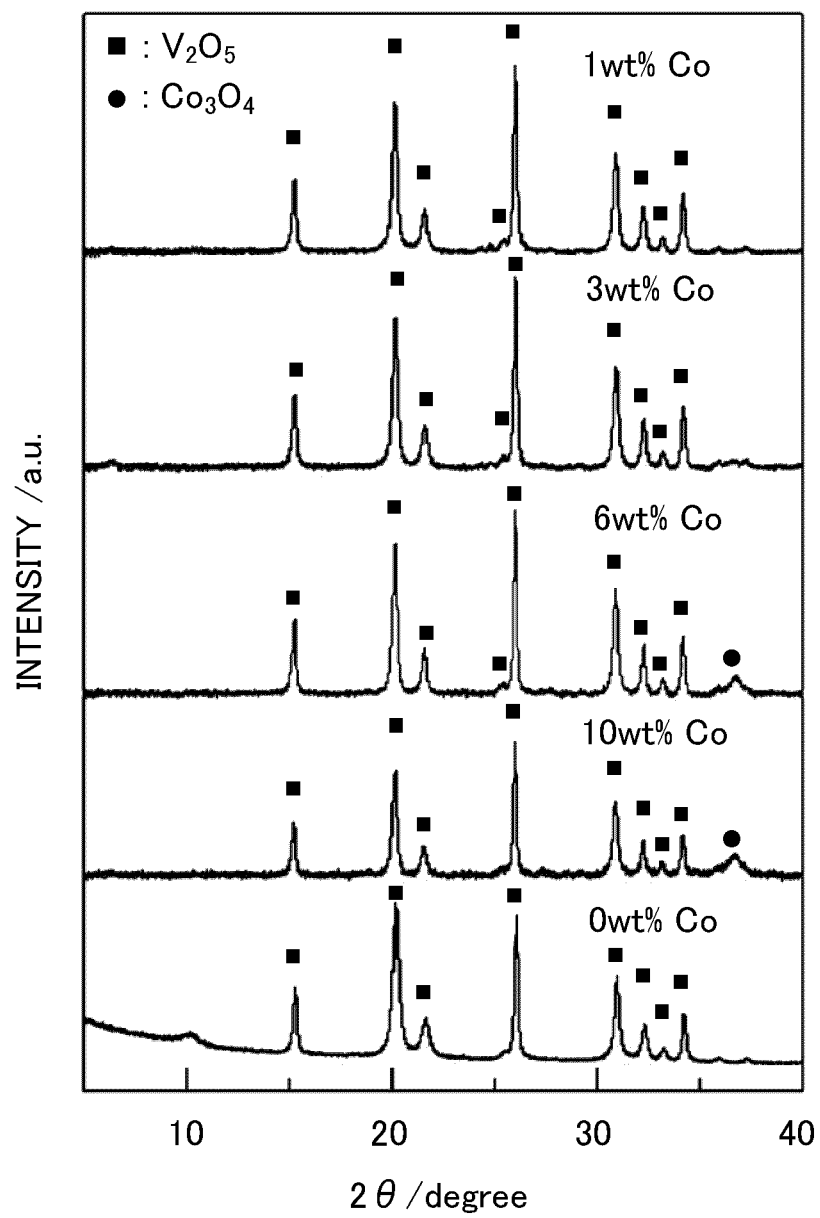 ■ : V₂O₅
● : Co₃O₄
1wt% Co
3wt% Co
6wt% Co
10wt% Co
0wt% Co
INTENSITY /a.u.
10 20 30 40
2θ /degree